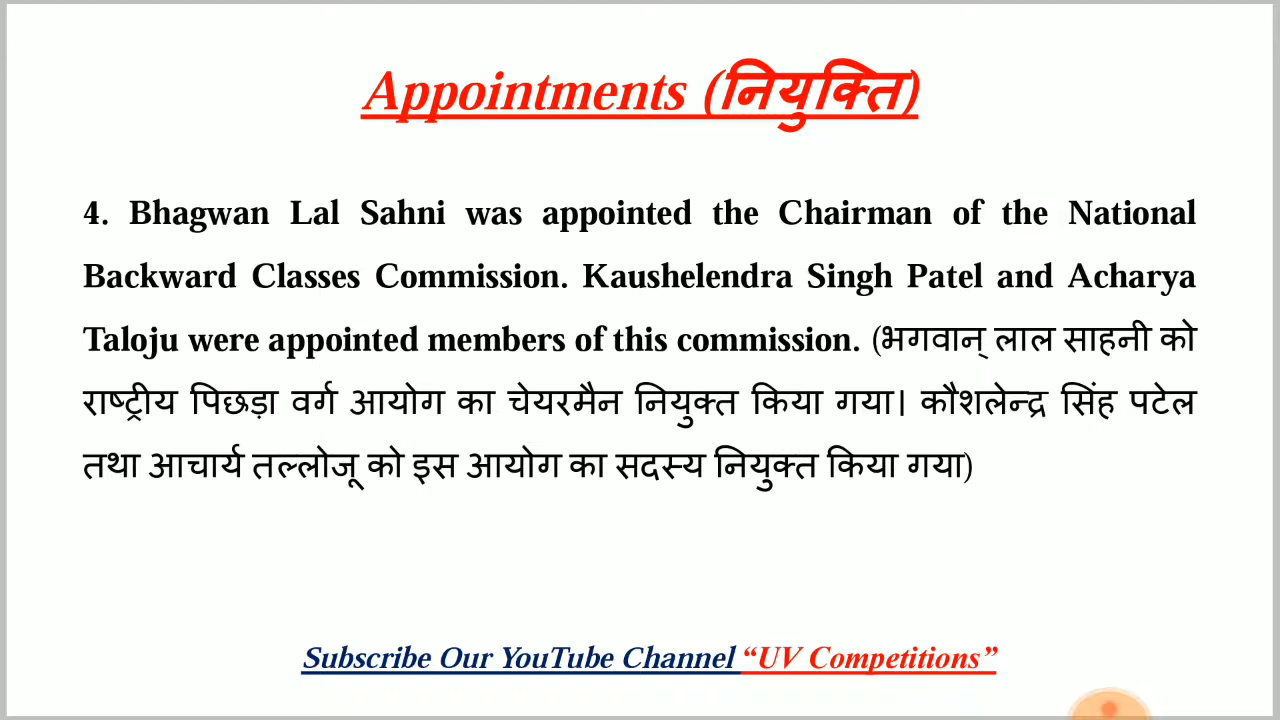 Appointments (नियुक्ति)
4. Bhagwan Lal Sahni was appointed the Chairman of the National
Backward Classes Commission. Kaushelendra Singh Patel and Acharya
Taloju were appointed members of this commission. (भगवान् लाल साहनी को
राष्ट्रीय पिछड़ा वर्ग आयोग का चेयरमैन नियुक्त किया गया। कौशलेन्द्र सिंह पटेल
तथा आचार्य तल्लोजू को इस आयोग का सदस्य नियुक्त किया गया)
Subscribe Our YouTube Channel “UV Competitions”